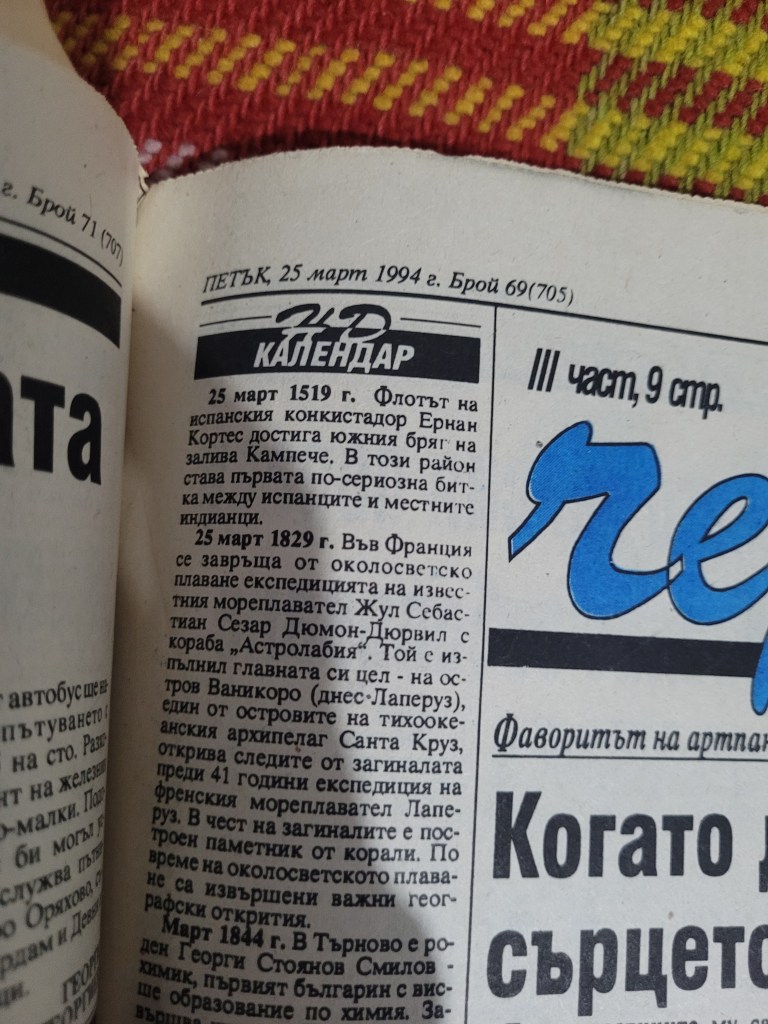 г. Брой 71 (707)
ата
автобус ще
пътуването с
на сто.
нт на
о-малки.
би могъл
служва
ро Оряхово,
рдам и
ци.
ПЕТЪК, 25 март 1994 г. Брой 69(705)
КАЛЕНДАР
25 март 1519 г. Флотът на
испанския конкистадор Ернан
Кортес достига южния бряг на
залива Кампече. В този район
става първата по-сериозна бит-
ка между испанците и местните
индианци.
25 март 1829 г. Във Франция
се завръща от околосветско
плаване експедицията на извес-
тния мореплавател Жул Себас-
тиан Сезар Дюмон-Дюрвил с
кораба „Астролабия“. Той е из-
пълнил главната си цел - на ос-
тров Ваникоро (днес Лаперуз),
един от островите на тихооке-
анския архипелаг Санта Круз,
открива следите от загиналата
преди 41 години експедиция на
френския мореплавател Лапе-
руз. В чест на загиналите е пос-
троен паметник от корали. По
време на околосветското плава-
не са извършени важни геог-
рафски открития.
Март 1844 г. В Търново е ро-
ден Георги Стоянов Смилов -
химик, първият българин с вис-
ше образование по химия. За-
вършва
III част, 9 стр.
че
Фаворитът на артпан
Когато
сърцето